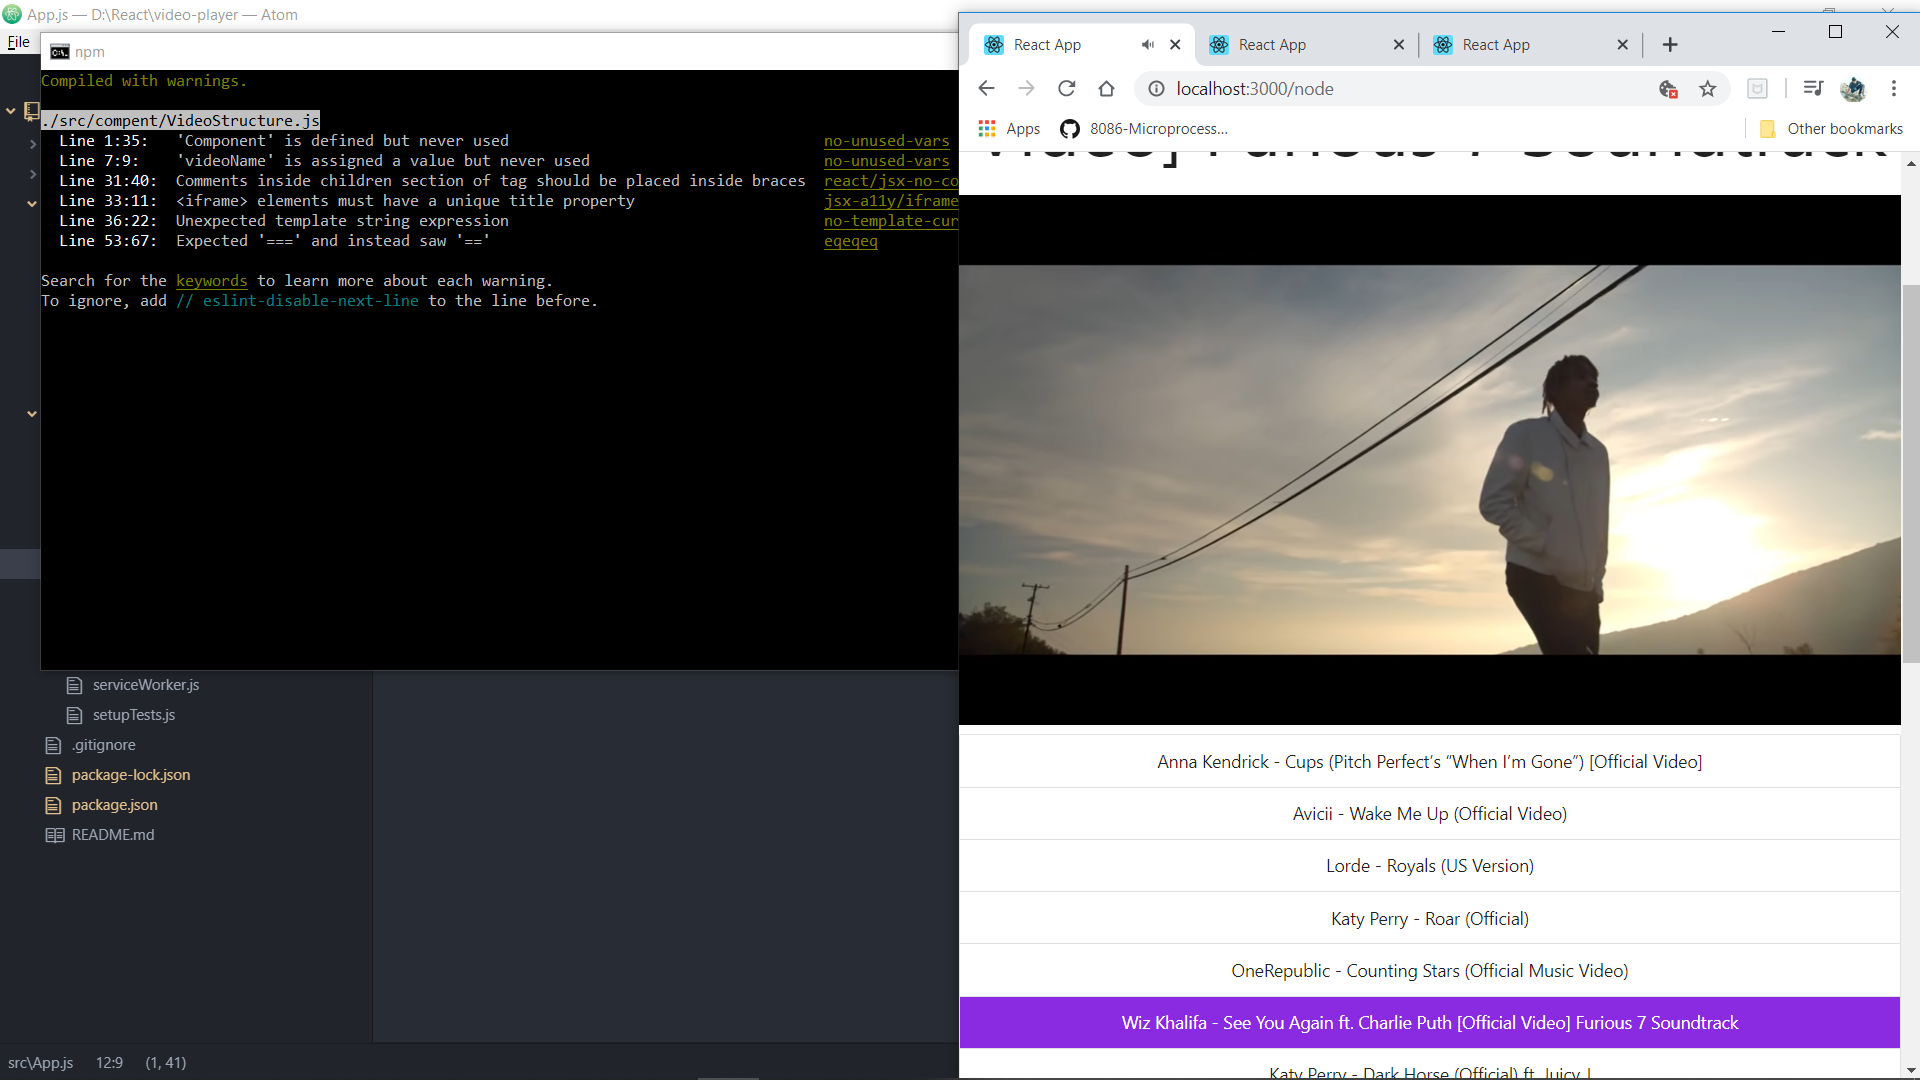 App.js — D:\React\video-player — Atom
File
npm
Compiled with warnings.
./src/compent/VideoStructure.js
Line 1:35: 'Component' is defined but never used no-unused-vars
Line 7:9: 'videoName' is assigned a value but never used no-unused-vars
Line 31:40: Comments inside children section of tag should be placed inside braces react/jsx-no-co
Line 33:11: <iframe> elements must have a unique title property jsx-a11y/iframe
Line 36:22: Unexpected template string expression no-template-cur
Line 53:67: Expected '===' and instead saw '==' eqeqeq
Search for the keywords to learn more about each warning.
To ignore, add // eslint-disable-next-line to the line before.
serviceWorker.js
setupTests.js
.gitignore
package-lock.json
package.json
README.md
src\App.js 12:9 (1, 41)
React App
React App
React App
localhost:3000/node
Apps
8086-Microprocess...
Other bookmarks
Video] Furious 7 Soundtrack
Anna Kendrick - Cups (Pitch Perfect’s “When I’m Gone”) [Official Video]
Avicii - Wake Me Up (Official Video)
Lorde - Royals (US Version)
Katy Perry - Roar (Official)
OneRepublic - Counting Stars (Official Music Video)
Wiz Khalifa - See You Again ft. Charlie Puth [Official Video] Furious 7 Soundtrack
Katy Perry - Dark Horse (Official) ft. Juicy J